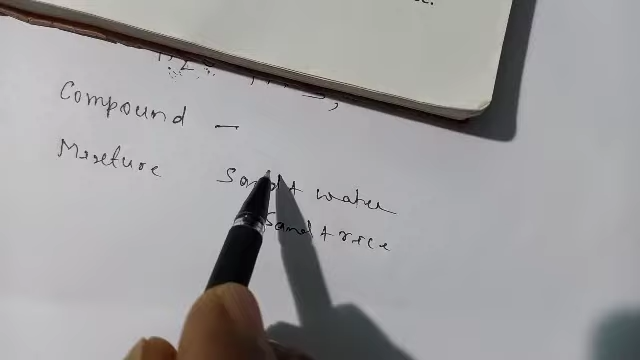 Compound -
Mixture Sand + water
Sand + rice